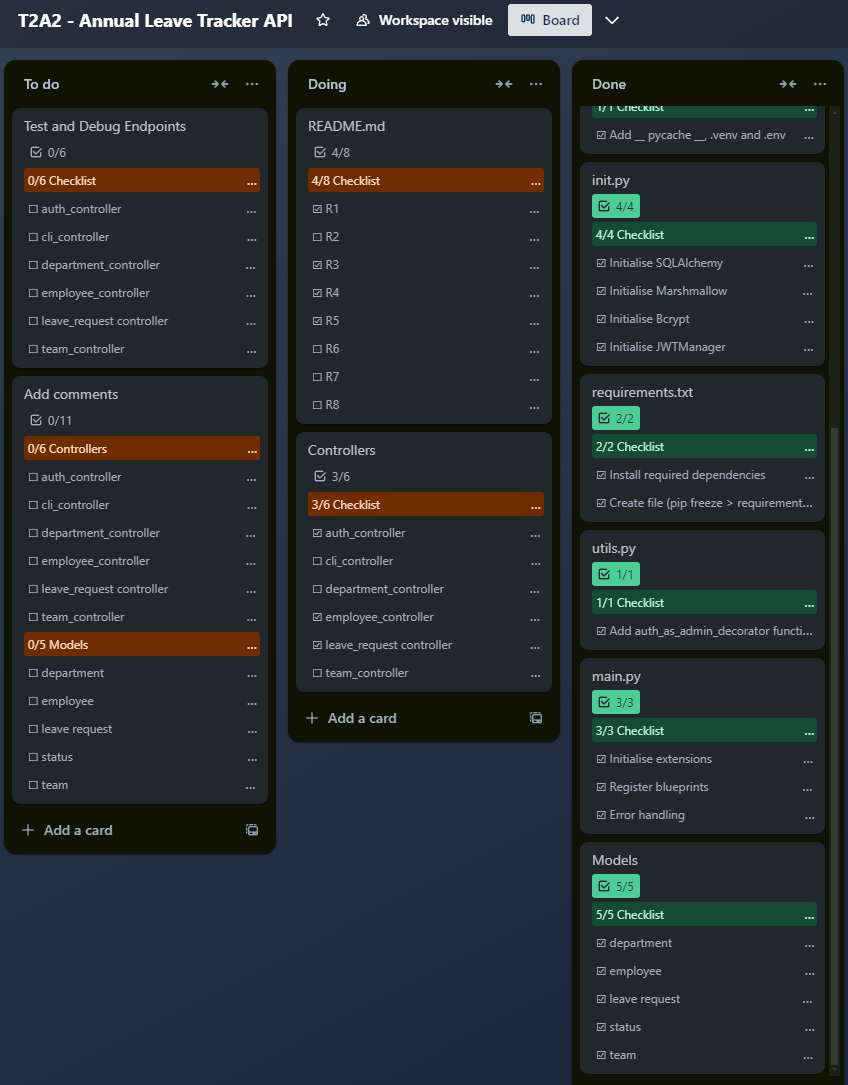 T2A2 - Annual Leave Tracker API
Workspace visible
Board
To do
...
Test and Debug Endpoints
0/6
0/6 Checklist
...
auth_controller
...
cli_controller
...
department_controller
...
employee_controller
...
leave_request controller
...
team_controller
...
Add comments
0/11
0/6 Controllers
...
auth_controller
...
cli_controller
...
department_controller
...
employee_controller
...
leave_request controller
...
team_controller
...
0/5 Models
...
department
...
employee
...
leave request
...
status
...
team
...
+ Add a card
Doing
...
README.md
4/8
4/8 Checklist
...
R1
...
R2
...
R3
...
R4
...
R5
...
R6
...
R7
...
R8
...
Controllers
3/6
3/6 Checklist
...
auth_controller
...
cli_controller
...
department_controller
...
employee_controller
...
leave_request controller
...
team_controller
...
+ Add a card
Done
...
1/1 Checklist
...
Add __ pycache __, .venv and .env
...
init.py
4/4
4/4 Checklist
...
Initialise SQLAlchemy
...
Initialise Marshmallow
...
Initialise Bcrypt
...
Initialise JWTManager
...
requirements.txt
2/2
2/2 Checklist
...
Install required dependencies
...
Create file (pip freeze > requirement...
utils.py
1/1
1/1 Checklist
...
Add auth_as_admin_decorator functi...
main.py
3/3
3/3 Checklist
...
Initialise extensions
...
Register blueprints
...
Error handling
...
Models
5/5
5/5 Checklist
...
department
...
employee
...
leave request
...
status
...
team
...